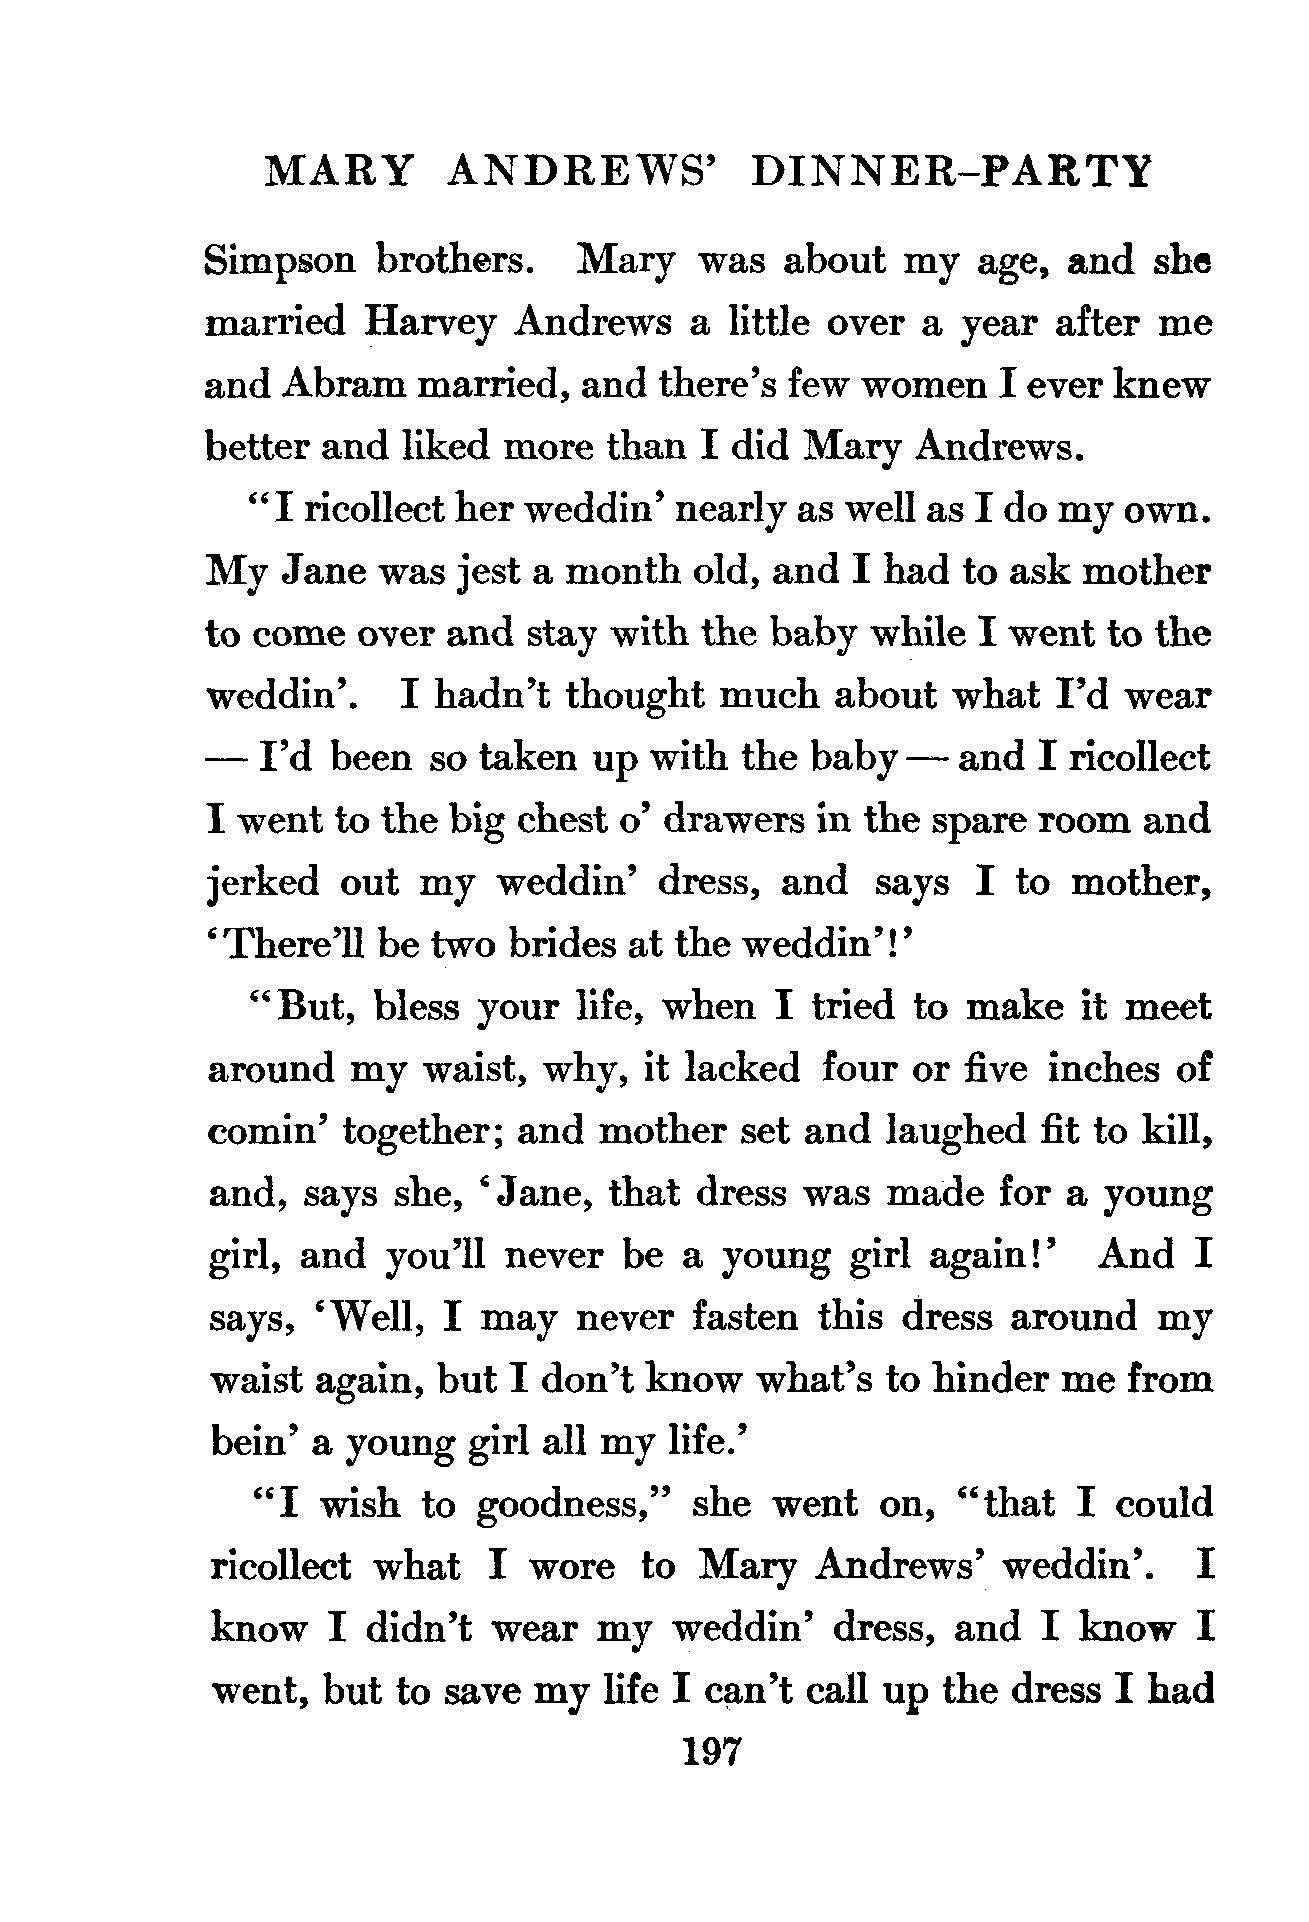 MARY ANDREWS' DINNER-PARTY
Simpson brothers. Mary was about my age, and she
married Harvey Andrews a little over a year after me
and Abram married, and there's few women I ever knew
better and liked more than I did Mary Andrews.
“I ricollect her weddin’ nearly as well as I do my own.
My Jane was jest a month old, and I had to ask mother
to come over and stay with the baby while I went to the
weddin’. I hadn’t thought much about what I’d wear
— I’d been so taken up with the baby — and I ricollect
I went to the big chest o’ drawers in the spare room and
jerked out my weddin’ dress, and says I to mother,
‘There’ll be two brides at the weddin’!’
“But, bless your life, when I tried to make it meet
around my waist, why, it lacked four or five inches of
comin’ together; and mother set and laughed fit to kill,
and, says she, ‘Jane, that dress was made for a young
girl, and you’ll never be a young girl again!’ And I
says, ‘Well, I may never fasten this dress around my
waist again, but I don’t know what’s to hinder me from
bein’ a young girl all my life.’
“I wish to goodness,” she went on, “that I could
ricollect what I wore to Mary Andrews’ weddin’. I
know I didn’t wear my weddin’ dress, and I know I
went, but to save my life I can’t call up the dress I had
197